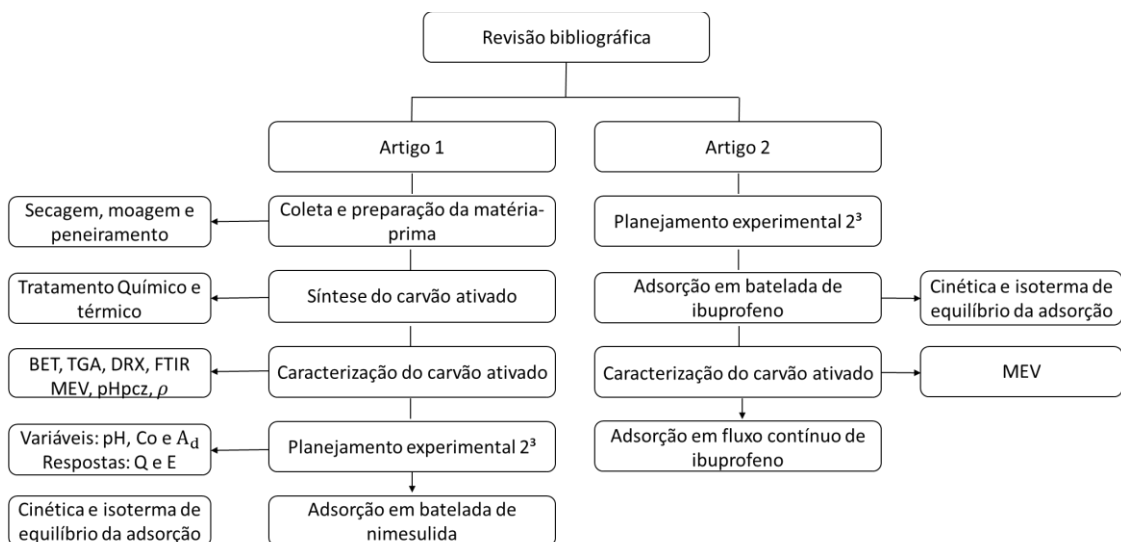 Revisão bibliográfica
Artigo 1
Artigo 2
Secagem, moagem e
peneiramento
Coleta e preparação da matéria-
prima
Planejamento experimental 2³
Tratamento Químico e
térmico
Síntese do carvão ativado
Adsorção em batelada de
ibuprofeno
Cinética e isoterma de
equilíbrio da adsorção
BET, TGA, DRX, FTIR
MEV, pHpcz, ρ
Caracterização do carvão ativado
Caracterização do carvão ativado
MEV
Variáveis: pH, Co e A_d
Respostas: Q e E
Planejamento experimental 2³
Adsorção em fluxo contínuo de
ibuprofeno
Cinética e isoterma de
equilíbrio da adsorção
Adsorção em batelada de
nimesulida